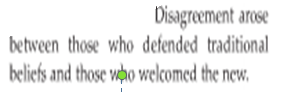 Disagreement arose
between those who defended traditional
beliefs and those who welcomed the new.